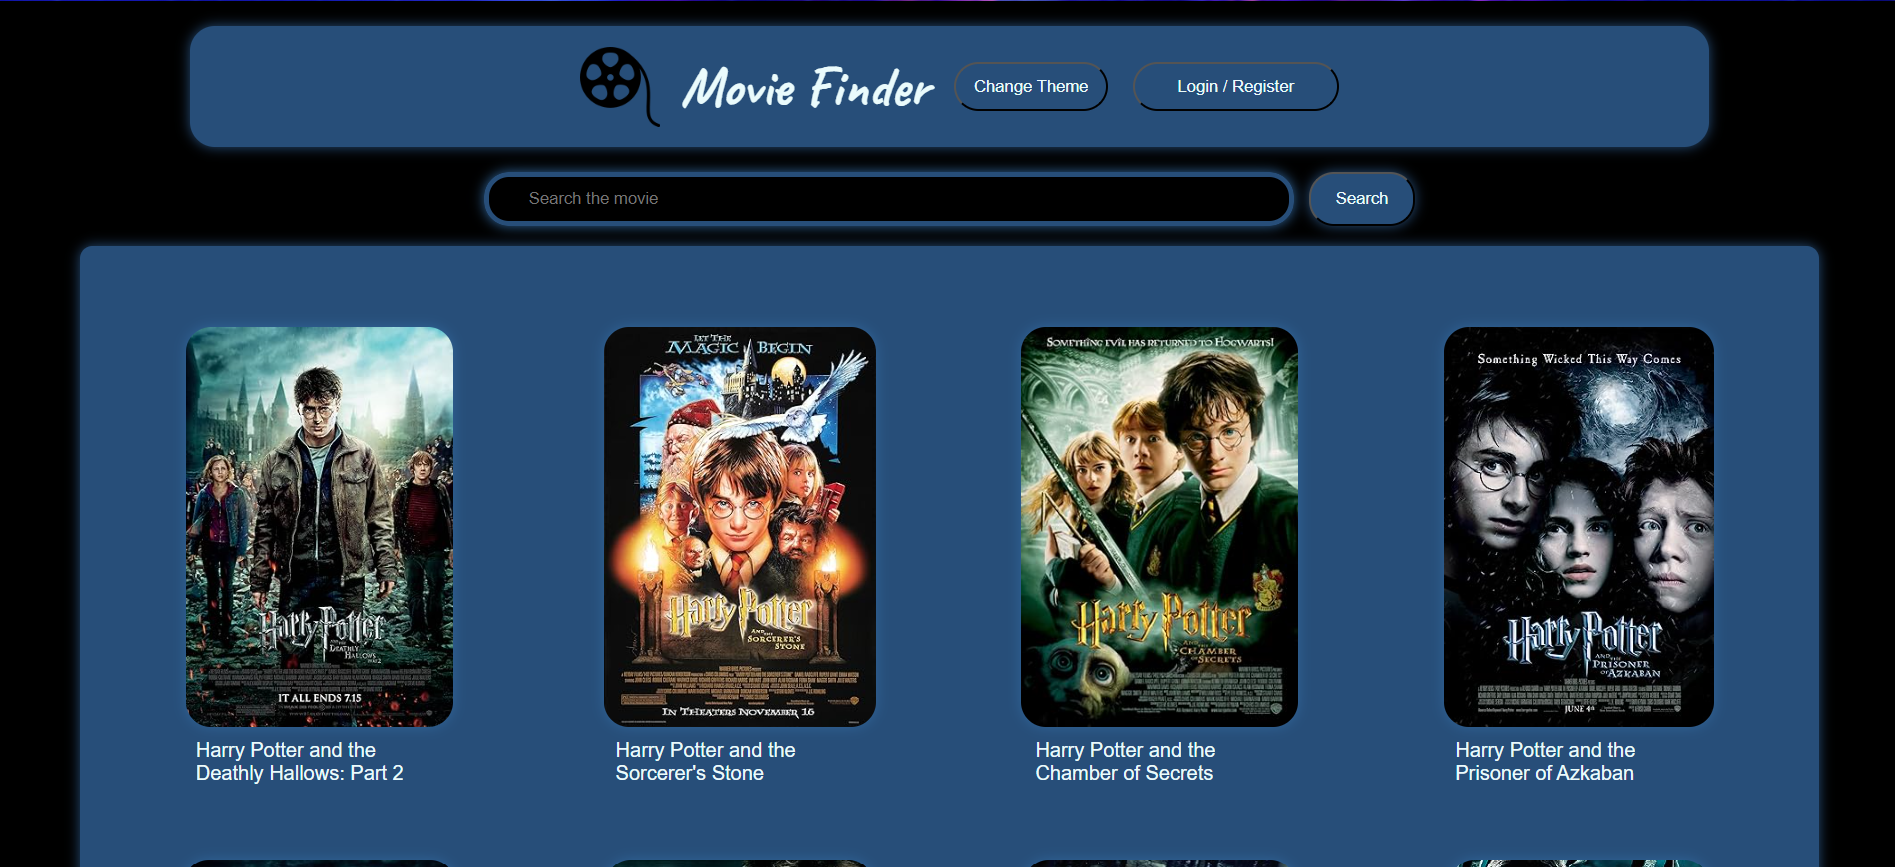 Movie Finder
Change Theme
Login / Register
Search the movie
Search
Harry Potter
AND THE
DEATHLY
HALLOWS
PART 2
IT ALL ENDS 7.15
LET THE
MAGIC BEGIN
Harry Potter
AND THE
SORCERER'S
STONE
IN THEATERS NOVEMBER 16
SOMETHING EVIL HAS RETURNED TO HOGWARTS!
Harry Potter
AND THE
CHAMBER
OF SECRETS
Something Wicked This Way Comes
Harry Potter
AND THE
PRISONER
OF AZKABAN
JUNE 4th
Harry Potter and the
Deathly Hallows: Part 2
Harry Potter and the
Sorcerer's Stone
Harry Potter and the
Chamber of Secrets
Harry Potter and the
Prisoner of Azkaban